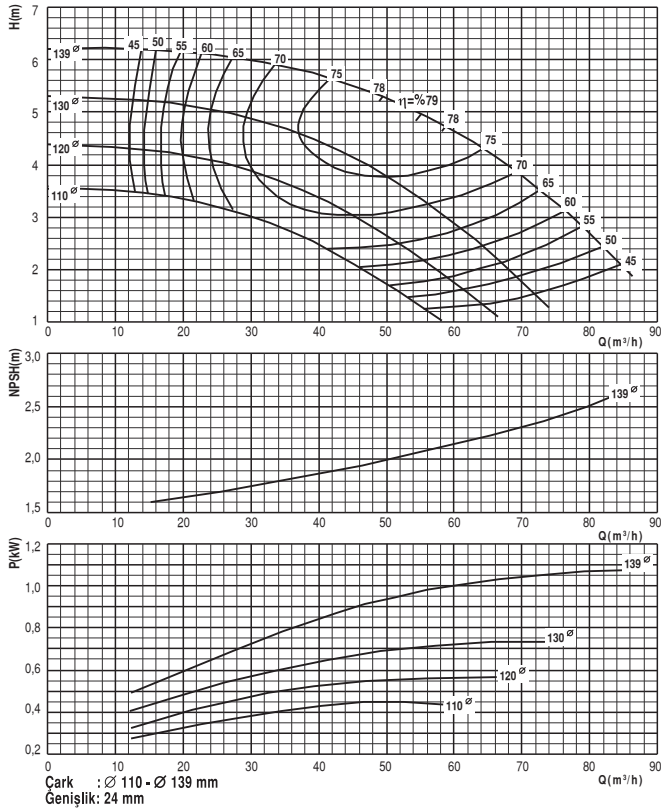 H(m)
7
6
5
4
3
2
1
139 ø
130 ø
120 ø
110 ø
45 50 55 60 65 70 75 78 η=%79 78 75 70 65 60 55 50 45
0 10 20 30 40 50 60 70 80 90
Q(m³/h)
NPSH(m)
3,0
2,5
2,0
1,5
139 ø
0 10 20 30 40 50 60 70 80 90
Q(m³/h)
P(kW)
1,2
1,0
0,8
0,6
0,4
0,2
139 ø
130 ø
120 ø
110 ø
0 10 20 30 40 50 60 70 80 90
Q(m³/h)
Çark : Ø 110 - Ø 139 mm
Genişlik: 24 mm